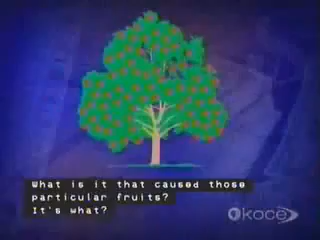 What is it that caused those
particular fruits?
It's what?
koce